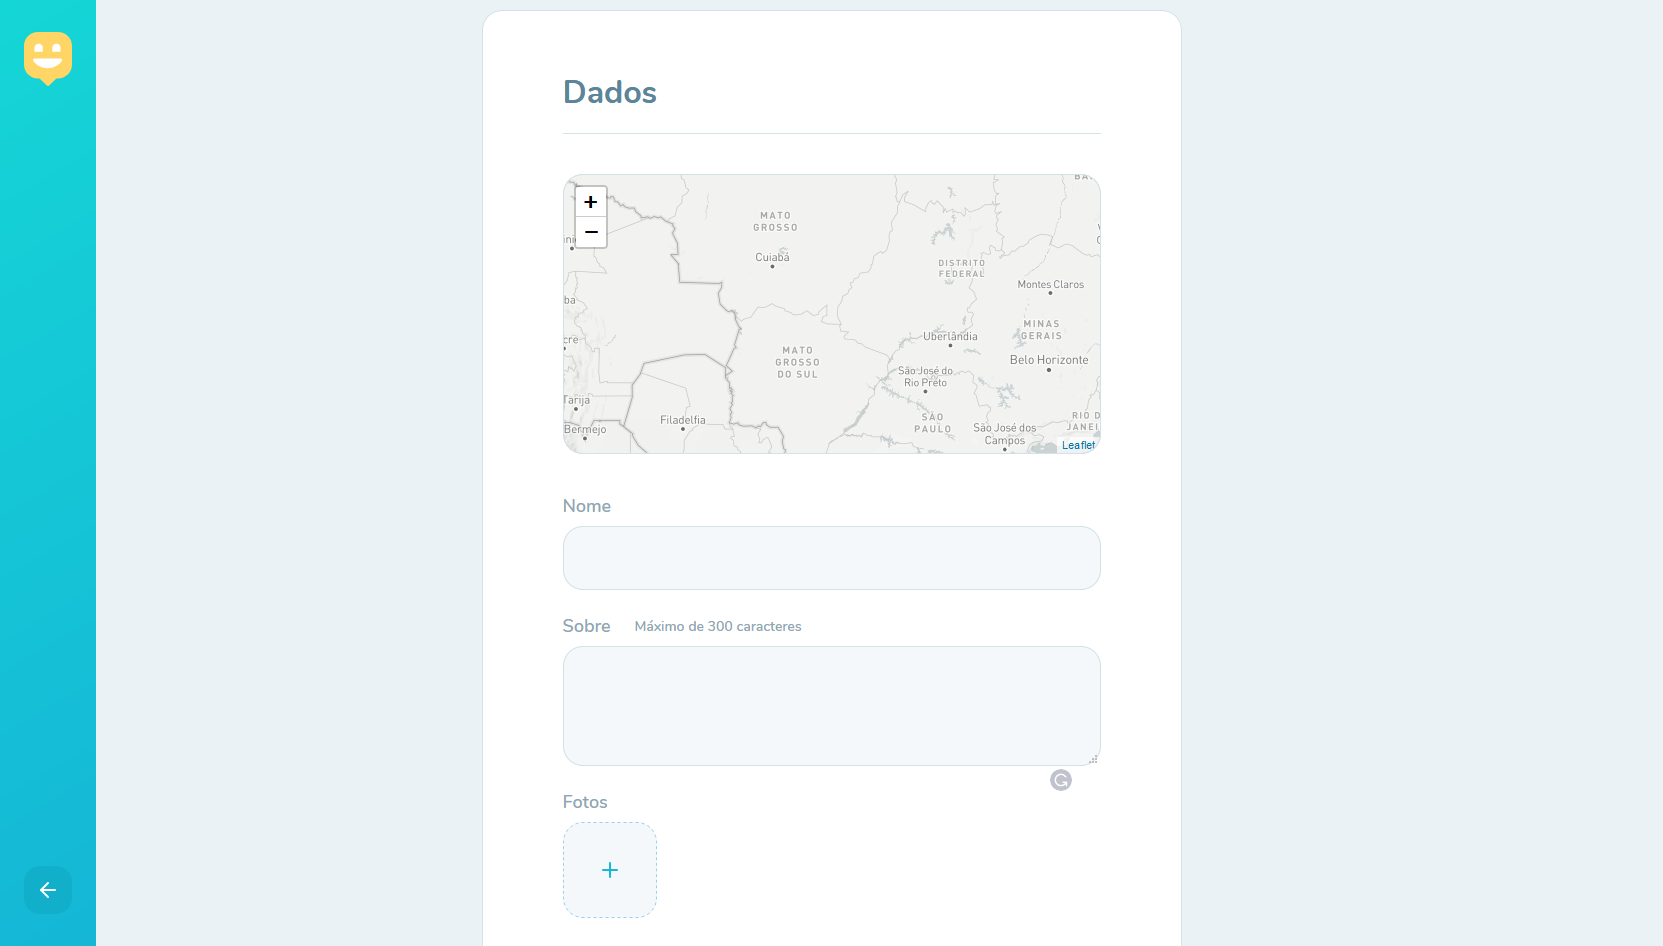 Dados
+
−
MATO
GROSSO
Cuiabá
DISTRITO
FEDERAL
Montes Claros
MINAS
GERAIS
Uberlândia
Belo Horizonte
MATO
GROSSO
DO SUL
São José do
Rio Preto
Tarija
Filadelfia
SÃO
PAULO
Bermejo
São José dos
Campos
RIO D
JANEI
Leaflet
Nome
Sobre Máximo de 300 caracteres
Fotos
+